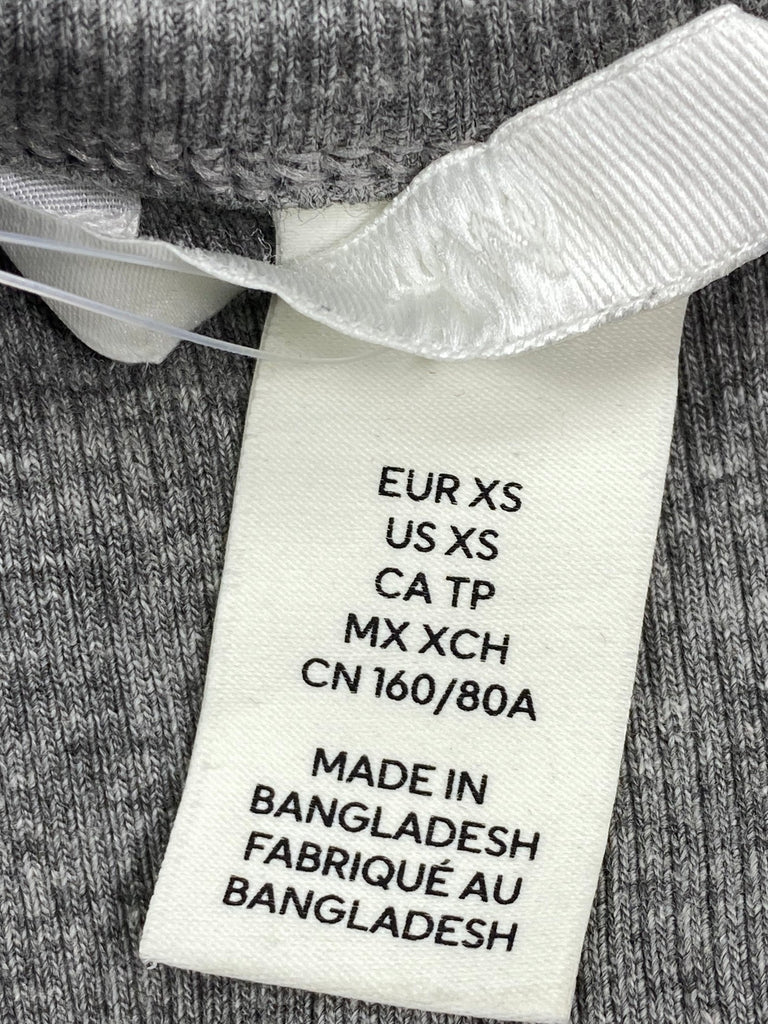 EUR XS
US XS
CA TP
MX XCH
CN 160/80A
MADE IN
BANGLADESH
FABRIQUÉ AU
BANGLADESH